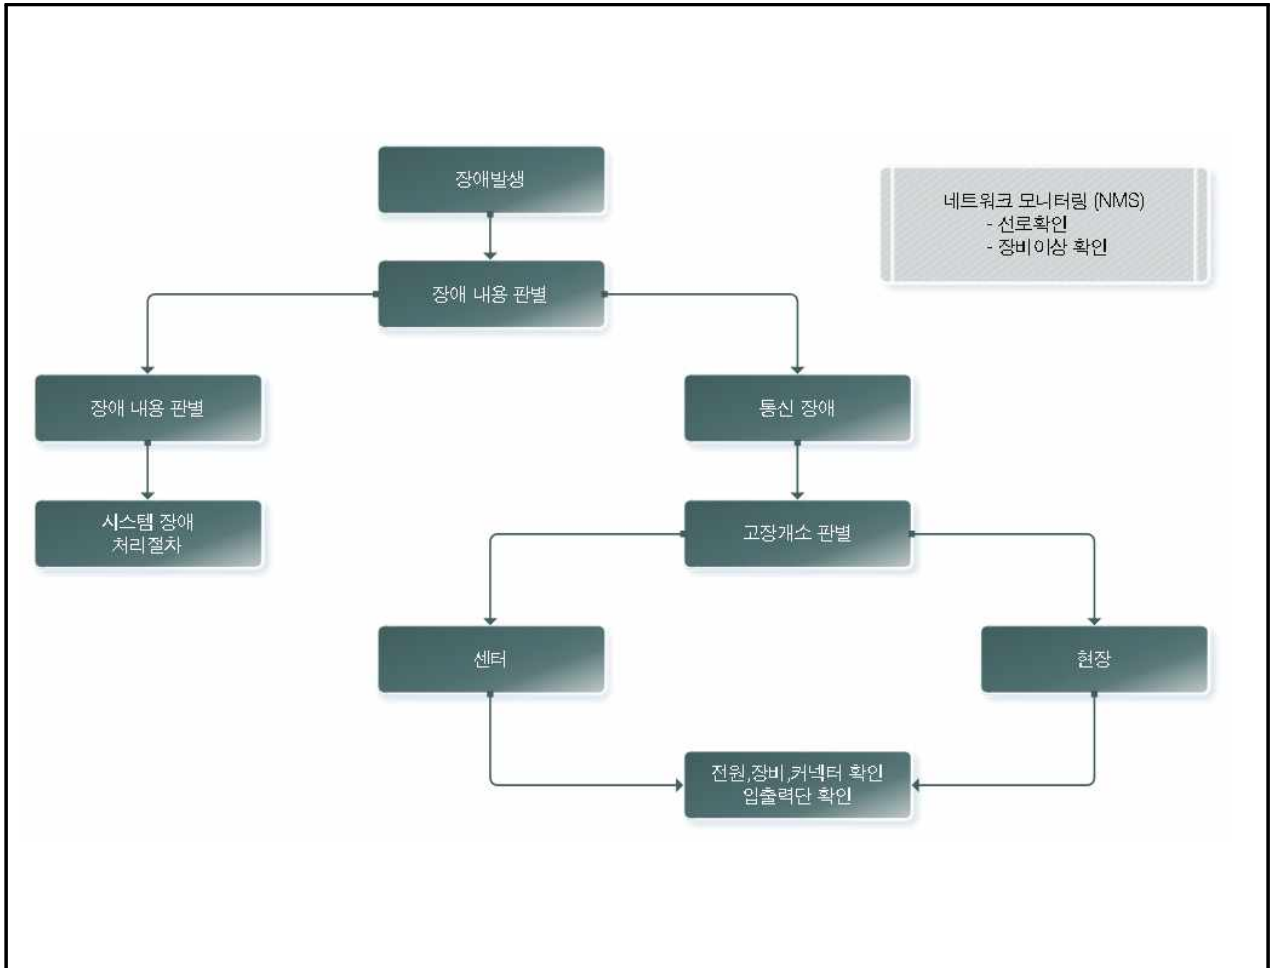 장애발생
네트워크 모니터링 (NMS)
- 선로확인
- 장비이상 확인
장애 내용 판별
장애 내용 판별
통신 장애
시스템 장애
처리절차
고장개소 판별
센터
현장
전원,장비,커넥터 확인
입출력단 확인